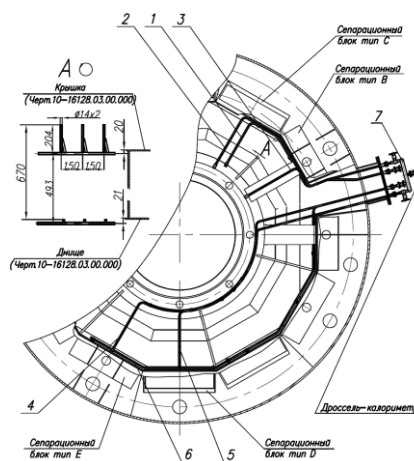 2
1
3
Сепарационный
блок тип C
Сепарационный
блок тип B
А
Крышка
(Черт.10-16128.03.00.000)
ø14x2
7
А
204
20
670
150
150
493
21
Днище
(Черт.10-16128.03.00.000)
4
Дроссель-калориметр
Сепарационный
блок тип E
6
5
Сепарационный
блок тип D